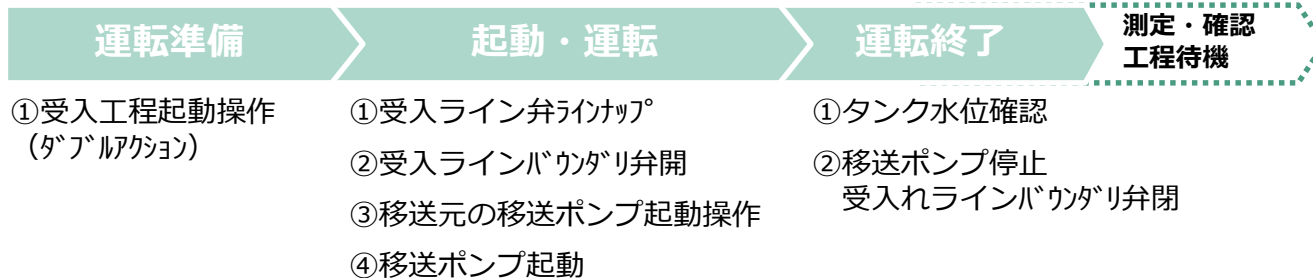 運転準備
起動・運転
運転終了
測定・確認
工程待機
①受入工程起動操作
（ﾀﾞﾌﾞﾙｱｸｼｮﾝ）
①受入ライン弁ﾗｲﾝﾅｯﾌﾟ
②受入ラインﾊﾞｳﾝﾀﾞﾘ弁開
③移送元の移送ポンプ起動操作
④移送ポンプ起動
①タンク水位確認
②移送ポンプ停止
受入れラインﾊﾞｳﾝﾀﾞﾘ弁閉